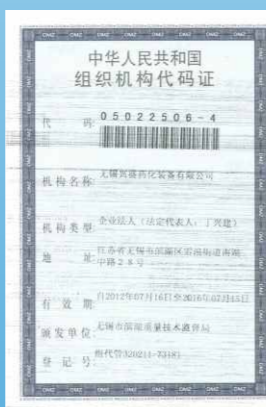 中华人民共和国
组织机构代码证
代 码: 05022506-4
机构名称: 无锡凯盛药化装备有限公司
机构类型: 企业法人（法定代表人：丁兴建）
地 址: 江苏省无锡市滨湖区雪浪街道南湖
中路28号
有 效 期: 自2012年07月16日至2016年07月15日
颁发单位: 无锡市滨湖质量技术监督局
登 记 号: 组代管320211-